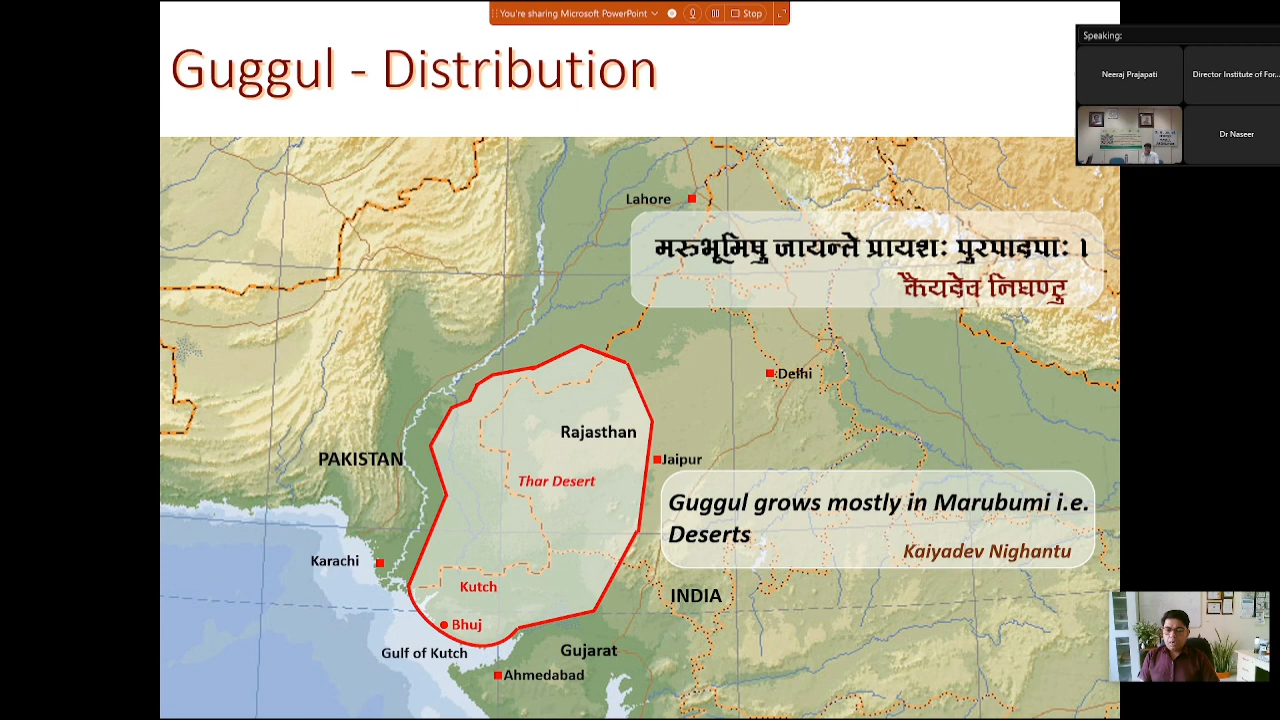 You're sharing Microsoft PowerPoint
Stop
Guggul - Distribution
Speaking:
Neeraj Prajapati
Director Institute of For...
Dr Naseer
Lahore
मरुभूमिषु जायन्ते प्रायशः पुरपादपाः ।
कैयदेव निघण्टु
Delhi
Rajasthan
PAKISTAN
Jaipur
Thar Desert
Guggul grows mostly in Marubumi i.e.
Deserts
Kaiyadev Nighantu
Karachi
Kutch
INDIA
Bhuj
Gulf of Kutch
Gujarat
Ahmedabad